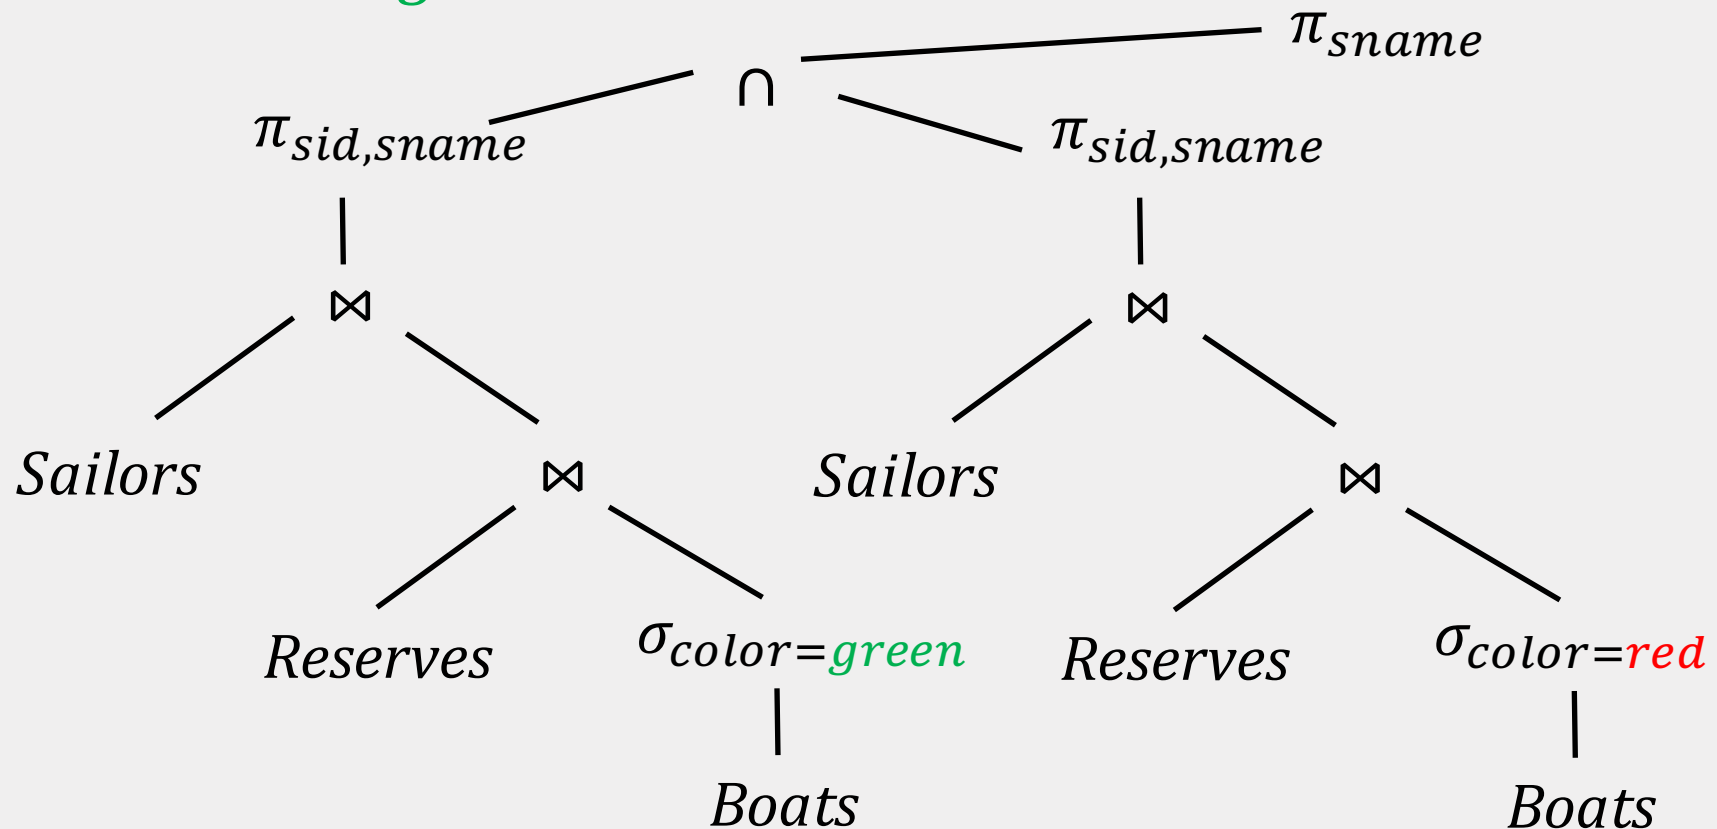 π_sname
∩
π_sid,sname π_sid,sname
⋈ ⋈
Sailors ⋈ Sailors ⋈
Reserves σ_color=green Reserves σ_color=red
Boats Boats